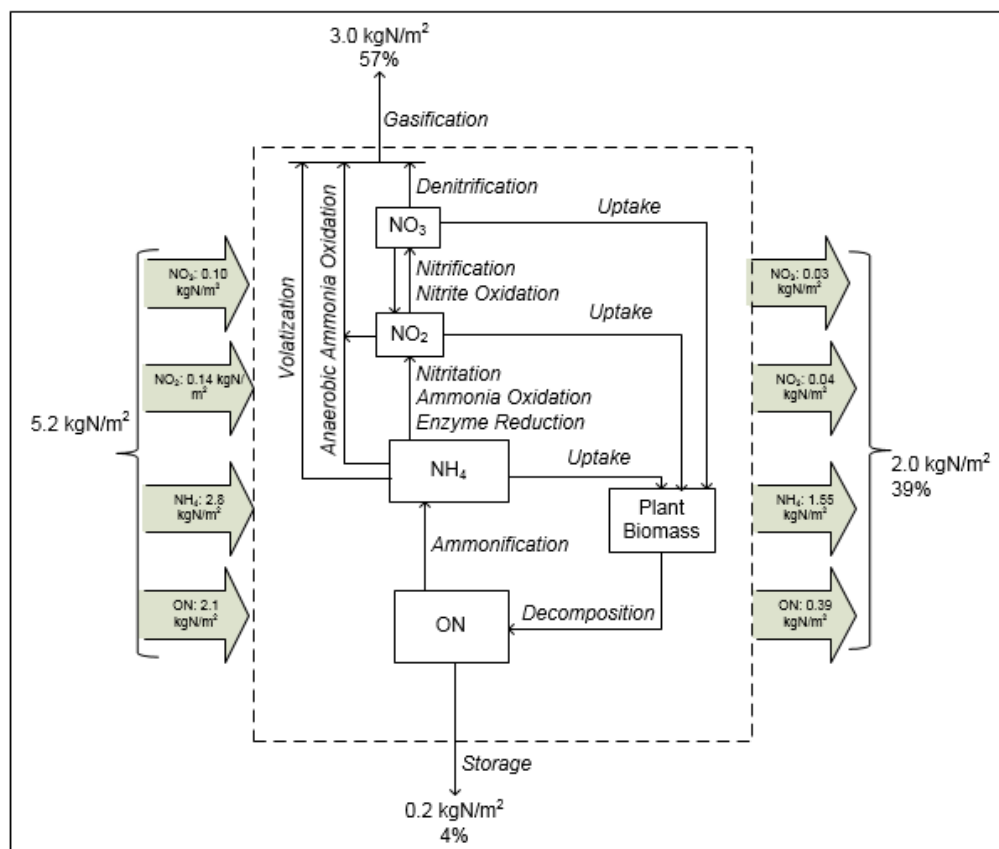 3.0 kgN/m²
57%
Gasification
Denitrification
Uptake
NO₃
Volatization
Anaerobic Ammonia Oxidation
Nitrification
Nitrite Oxidation
Uptake
NO₂
Nitritation
Ammonia Oxidation
Enzyme Reduction
NH₄
Uptake
Plant
Biomass
Ammonification
ON
Decomposition
Storage
0.2 kgN/m²
4%
5.2 kgN/m²
NO₃: 0.10
kgN/m²
NO₂: 0.14 kgN/
m²
NH₄: 2.8
kgN/m²
ON: 2.1
kgN/m²
NO₃: 0.03
kgN/m²
NO₂: 0.04
kgN/m²
NH₄: 1.55
kgN/m²
ON: 0.39
kgN/m²
2.0 kgN/m²
39%